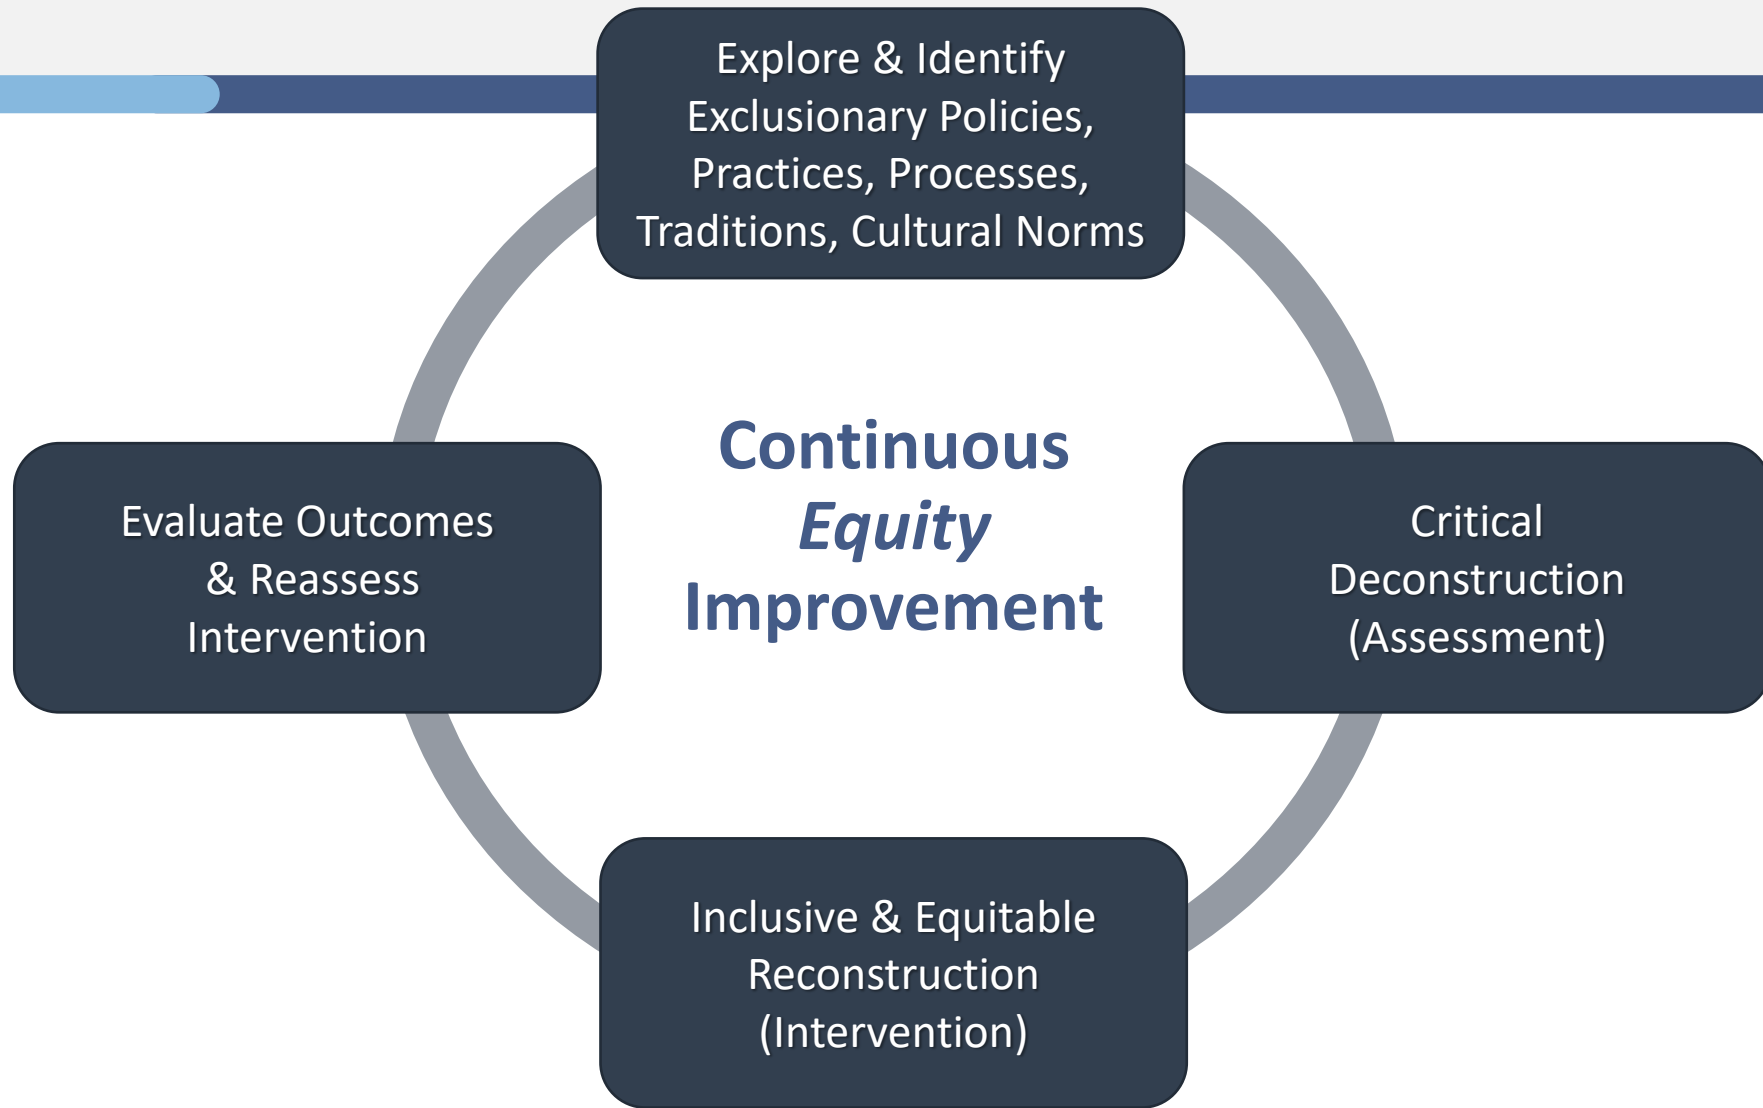 Explore & Identify
Exclusionary Policies,
Practices, Processes,
Traditions, Cultural Norms
Continuous
Equity
Improvement
Critical
Deconstruction
(Assessment)
Inclusive & Equitable
Reconstruction
(Intervention)
Evaluate Outcomes
& Reassess
Intervention